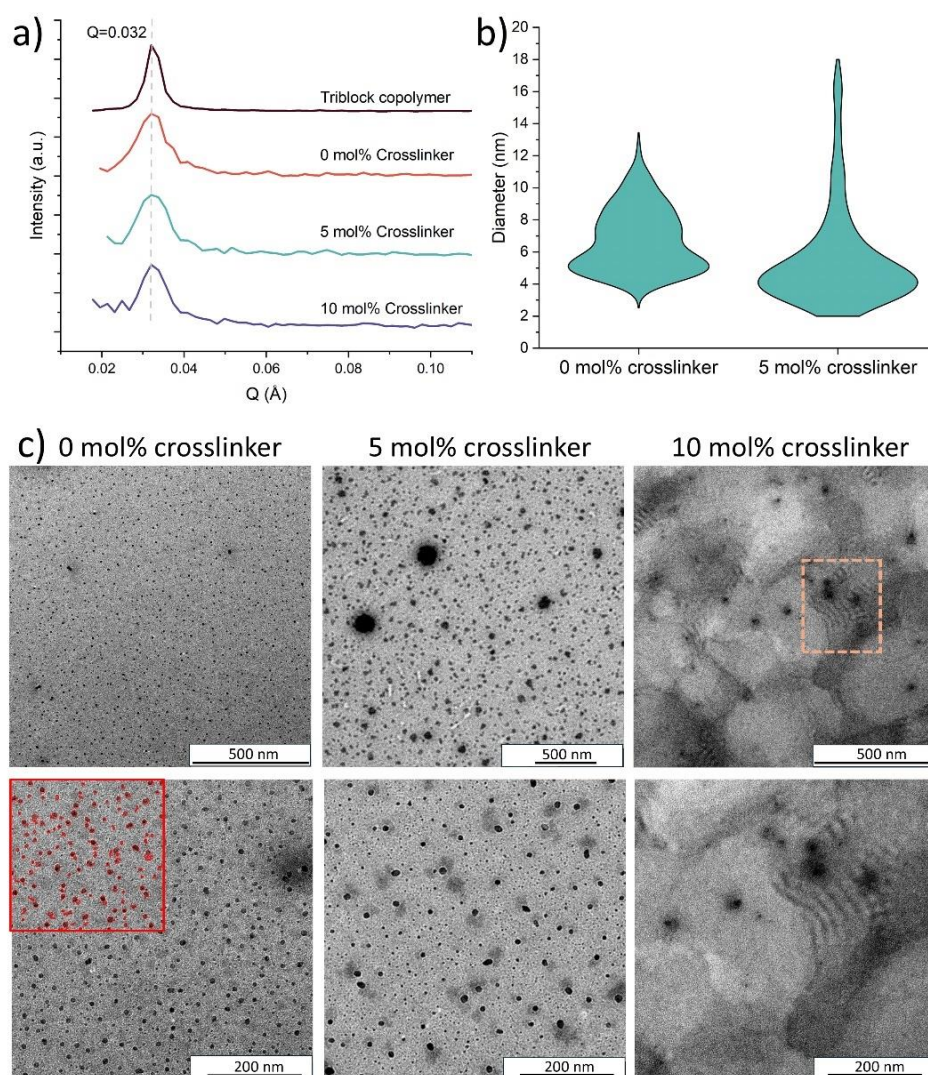 a)
Q=0.032
Triblock copolymer
0 mol% Crosslinker
5 mol% Crosslinker
10 mol% Crosslinker
Intensity (a.u.)
0.02 0.04 0.06 0.08 0.10
Q (Å)
b)
20
18
16
14
12
10
8
6
4
2
0
Diameter (nm)
0 mol% crosslinker 5 mol% crosslinker
c) 0 mol% crosslinker 5 mol% crosslinker 10 mol% crosslinker
500 nm 500 nm 500 nm
200 nm 200 nm 200 nm